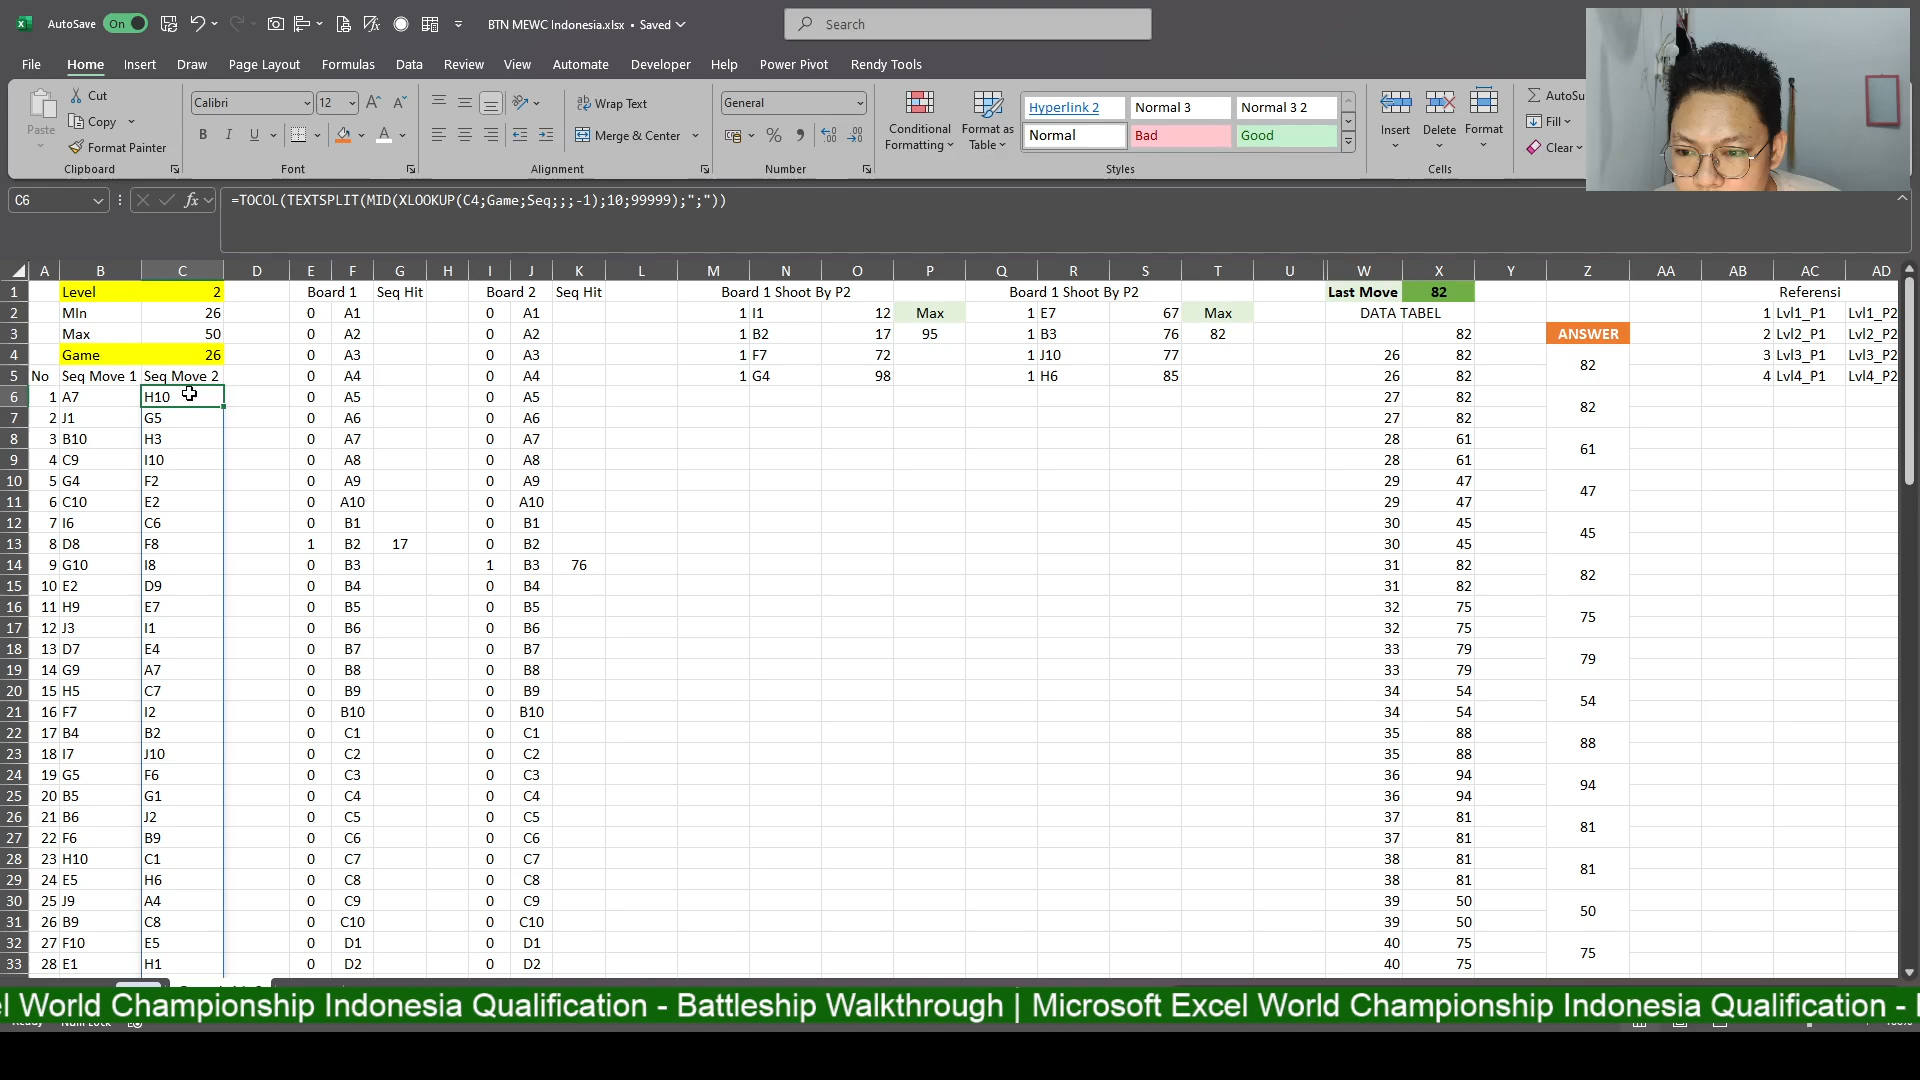 AutoSave On BTN MEWC Indonesia.xlsx • Saved Search
File Home Insert Draw Page Layout Formulas Data Review View Automate Developer Help Power Pivot Rendy Tools
Paste Cut Copy Format Painter Clipboard
Calibri 12 Font
Wrap Text Merge & Center Alignment
General Number
Conditional Formatting Format as Table
Hyperlink 2 Normal 3 Normal 3 2
Normal Bad Good
Styles
Insert Delete Format Cells
AutoSu
Fill
Clear
C6 fx =TOCOL(TEXTSPLIT(MID(XLOOKUP(C4;Game;Seq;;;-1);10;99999);";"))
A B C D E F G H I J K L M N O P Q R S T U W X Y Z AA AB AC AD
1 Level 2 Board 1 Seq Hit Board 2 Seq Hit Board 1 Shoot By P2 Board 1 Shoot By P2 Last Move 82 Referensi
2 MIn 26 0 A1 0 A1 1 I1 12 Max 1 E7 67 Max DATA TABEL 1 Lvl1_P1 Lvl1_P2
3 Max 50 0 A2 0 A2 1 B2 17 95 1 B3 76 82 82 ANSWER 2 Lvl2_P1 Lvl2_P2
4 Game 26 0 A3 0 A3 1 F7 72 1 J10 77 26 82 82 3 Lvl3_P1 Lvl3_P2
5 No Seq Move 1 Seq Move 2 0 A4 0 A4 1 G4 98 1 H6 85 26 82 4 Lvl4_P1 Lvl4_P2
6 1 A7 H10 0 A5 0 A5 27 82 82
7 2 J1 G5 0 A6 0 A6 27 82
8 3 B10 H3 0 A7 0 A7 28 61 61
9 4 C9 I10 0 A8 0 A8 28 61
10 5 G4 F2 0 A9 0 A9 29 47 47
11 6 C10 E2 0 A10 0 A10 29 47
12 7 I6 C6 0 B1 0 B1 30 45 45
13 8 D8 F8 1 B2 17 0 B2 30 45
14 9 G10 I8 0 B3 1 B3 76 31 82 82
15 10 E2 D9 0 B4 0 B4 31 82
16 11 H9 E7 0 B5 0 B5 32 75 75
17 12 J3 I1 0 B6 0 B6 32 75
18 13 D7 E4 0 B7 0 B7 33 79 79
19 14 G9 A7 0 B8 0 B8 33 79
20 15 H5 C7 0 B9 0 B9 34 54 54
21 16 F7 I2 0 B10 0 B10 34 54
22 17 B4 B2 0 C1 0 C1 35 88 88
23 18 I7 J10 0 C2 0 C2 35 88
24 19 G5 F6 0 C3 0 C3 36 94 94
25 20 B5 G1 0 C4 0 C4 36 94
26 21 B6 J2 0 C5 0 C5 37 81 81
27 22 F6 B9 0 C6 0 C6 37 81
28 23 H10 C1 0 C7 0 C7 38 81 81
29 24 E5 H6 0 C8 0 C8 38 81
30 25 J9 A4 0 C9 0 C9 39 50 50
31 26 B9 C8 0 C10 0 C10 39 50
32 27 F10 E5 0 D1 0 D1 40 75 75
33 28 E1 H1 0 D2 0 D2 40 75
el World Championship Indonesia Qualification - Battleship Walkthrough | Microsoft Excel World Championship Indonesia Qualification -